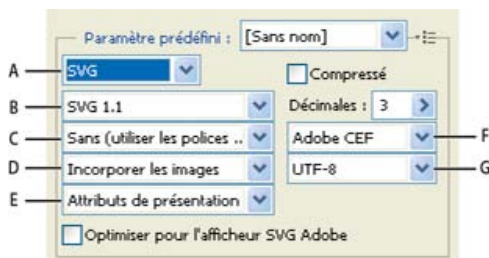 Paramètre prédéfini : [Sans nom]
A SVG Compressé
B SVG 1.1 Décimales : 3
C Sans (utiliser les polices .. Adobe CEF F
D Incorporer les images UTF-8 G
E Attributs de présentation
Optimiser pour l'afficheur SVG Adobe